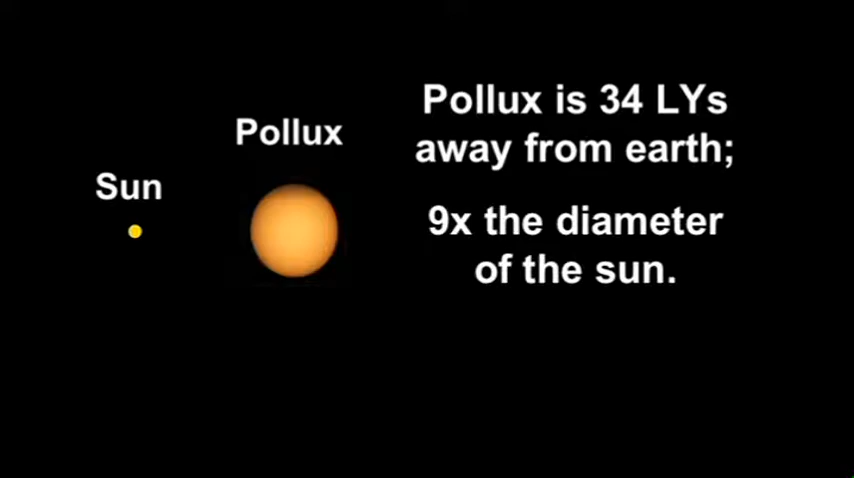 Sun
Pollux
Pollux is 34 LYs
away from earth;
9x the diameter
of the sun.